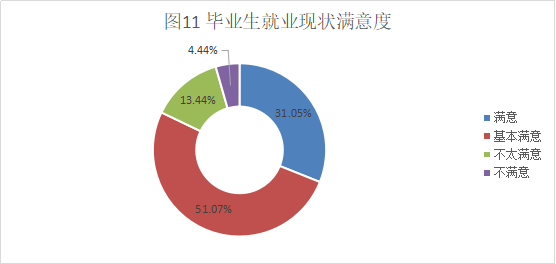 图11 毕业生就业现状满意度
4.44%
13.44%
31.05%
51.07%
满意
基本满意
不太满意
不满意